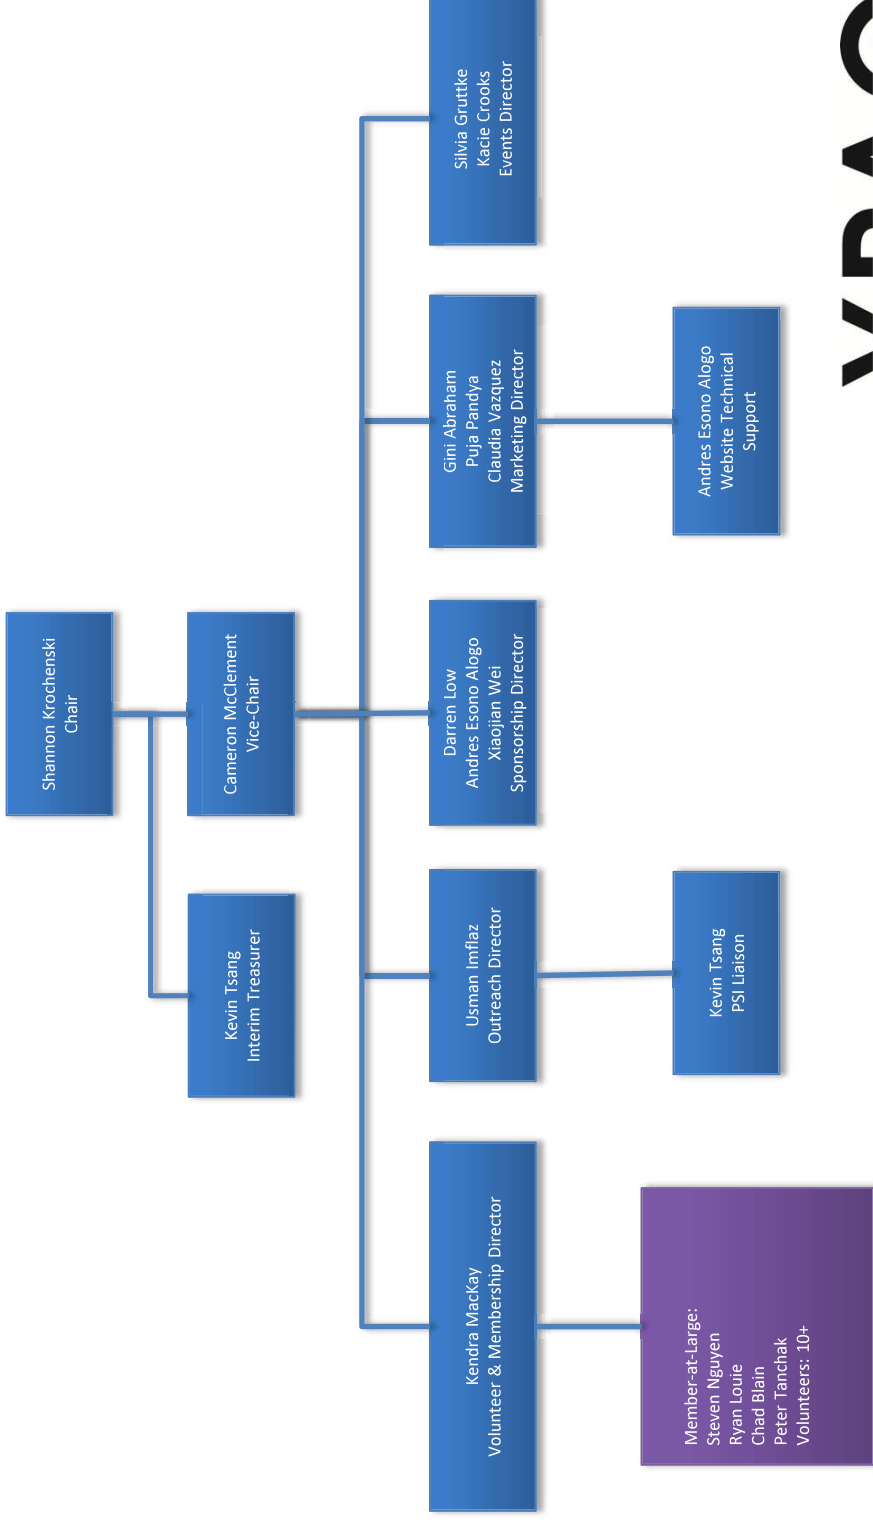 Shannon Krochenski
Chair
Kevin Tsang
Interim Treasurer
Cameron McClement
Vice-Chair
Kendra MacKay
Volunteer & Membership Director
Usman Imflaz
Outreach Director
Darren Low
Andres Esono Alogo
Xiaojian Wei
Sponsorship Director
Gini Abraham
Puja Pandya
Claudia Vazquez
Marketing Director
Silvia Gruttke
Kacie Crooks
Events Director
Member-at-Large:
Steven Nguyen
Ryan Louie
Chad Blain
Peter Tanchak
Volunteers: 10+
Kevin Tsang
PSI Liaison
Andres Esono Alogo
Website Technical
Support